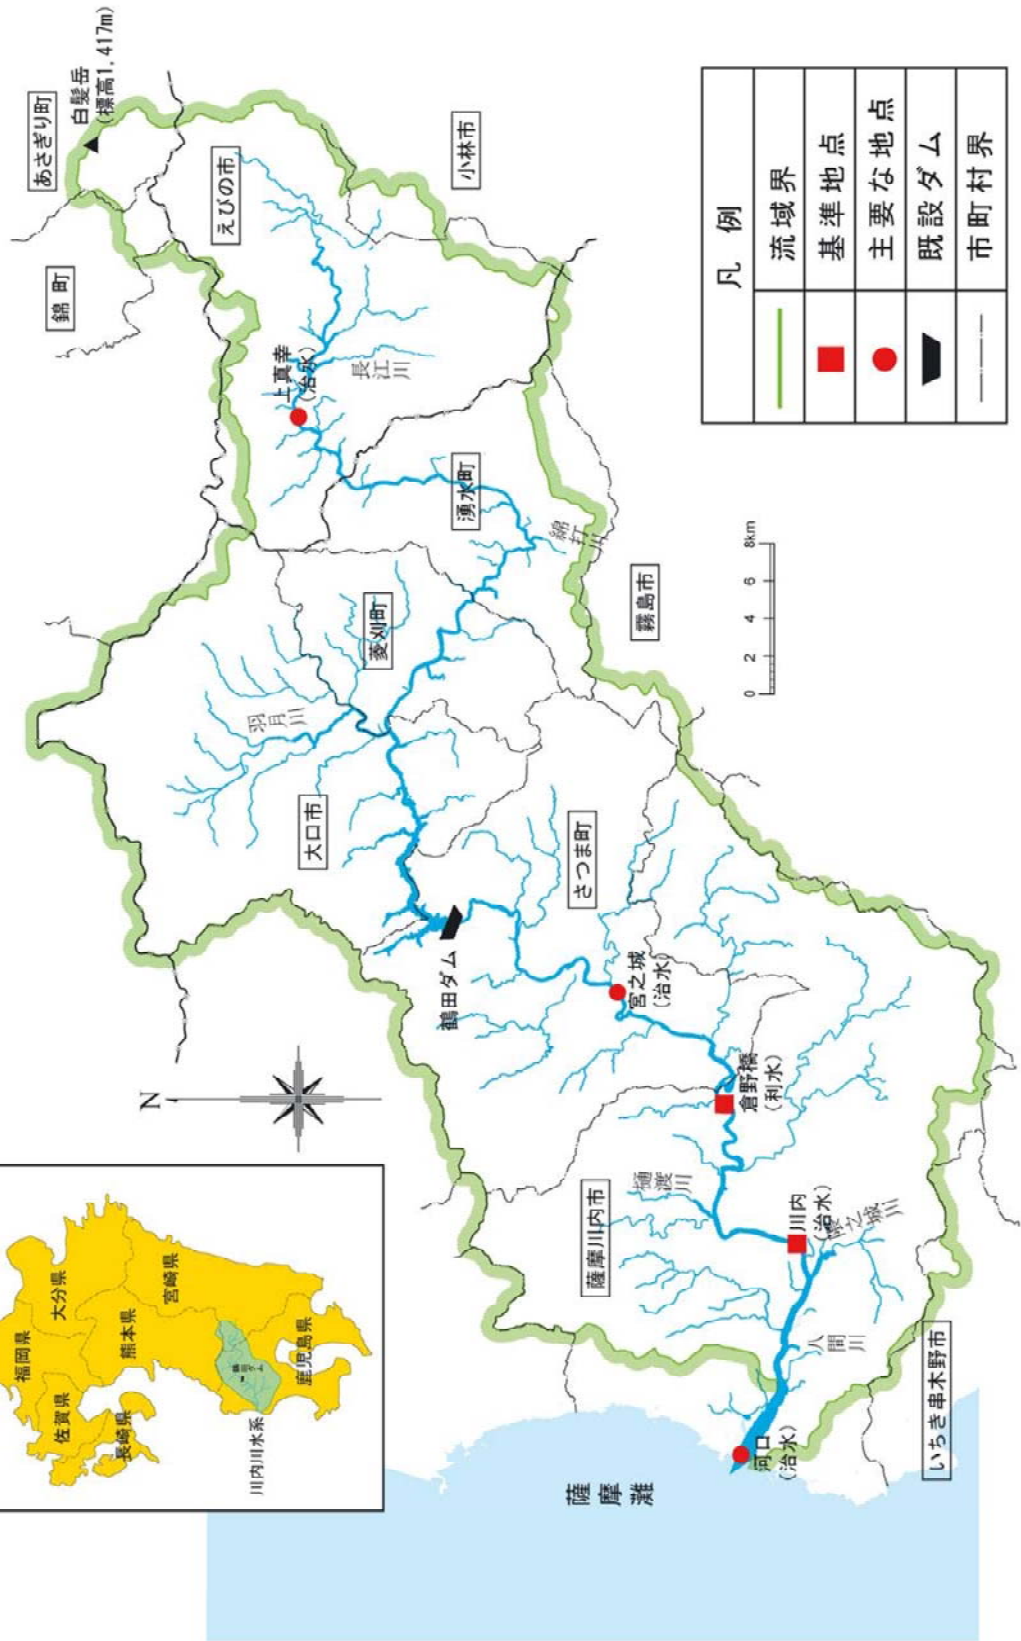 福岡県
佐賀県
長崎県
大分県
熊本県
宮崎県
鹿児島県
川内川水系
N
あさぎり町
白髪岳
(標高1,417m)
錦町
えびの市
小林市
上真幸
(治水)
長江川
湧水町
綿打川
菱刈町
霧島市
羽月川
大口市
さつま町
鶴田ダム
宮之城
(治水)
倉野橋
(利水)
樋渡川
薩摩川内市
川内
(治水)
隈之城川
八間川
いちき串木野市
河口
(治水)
薩摩灘
0 2 4 6 8km
凡例
流域界
基準地点
主要な地点
既設ダム
市町村界